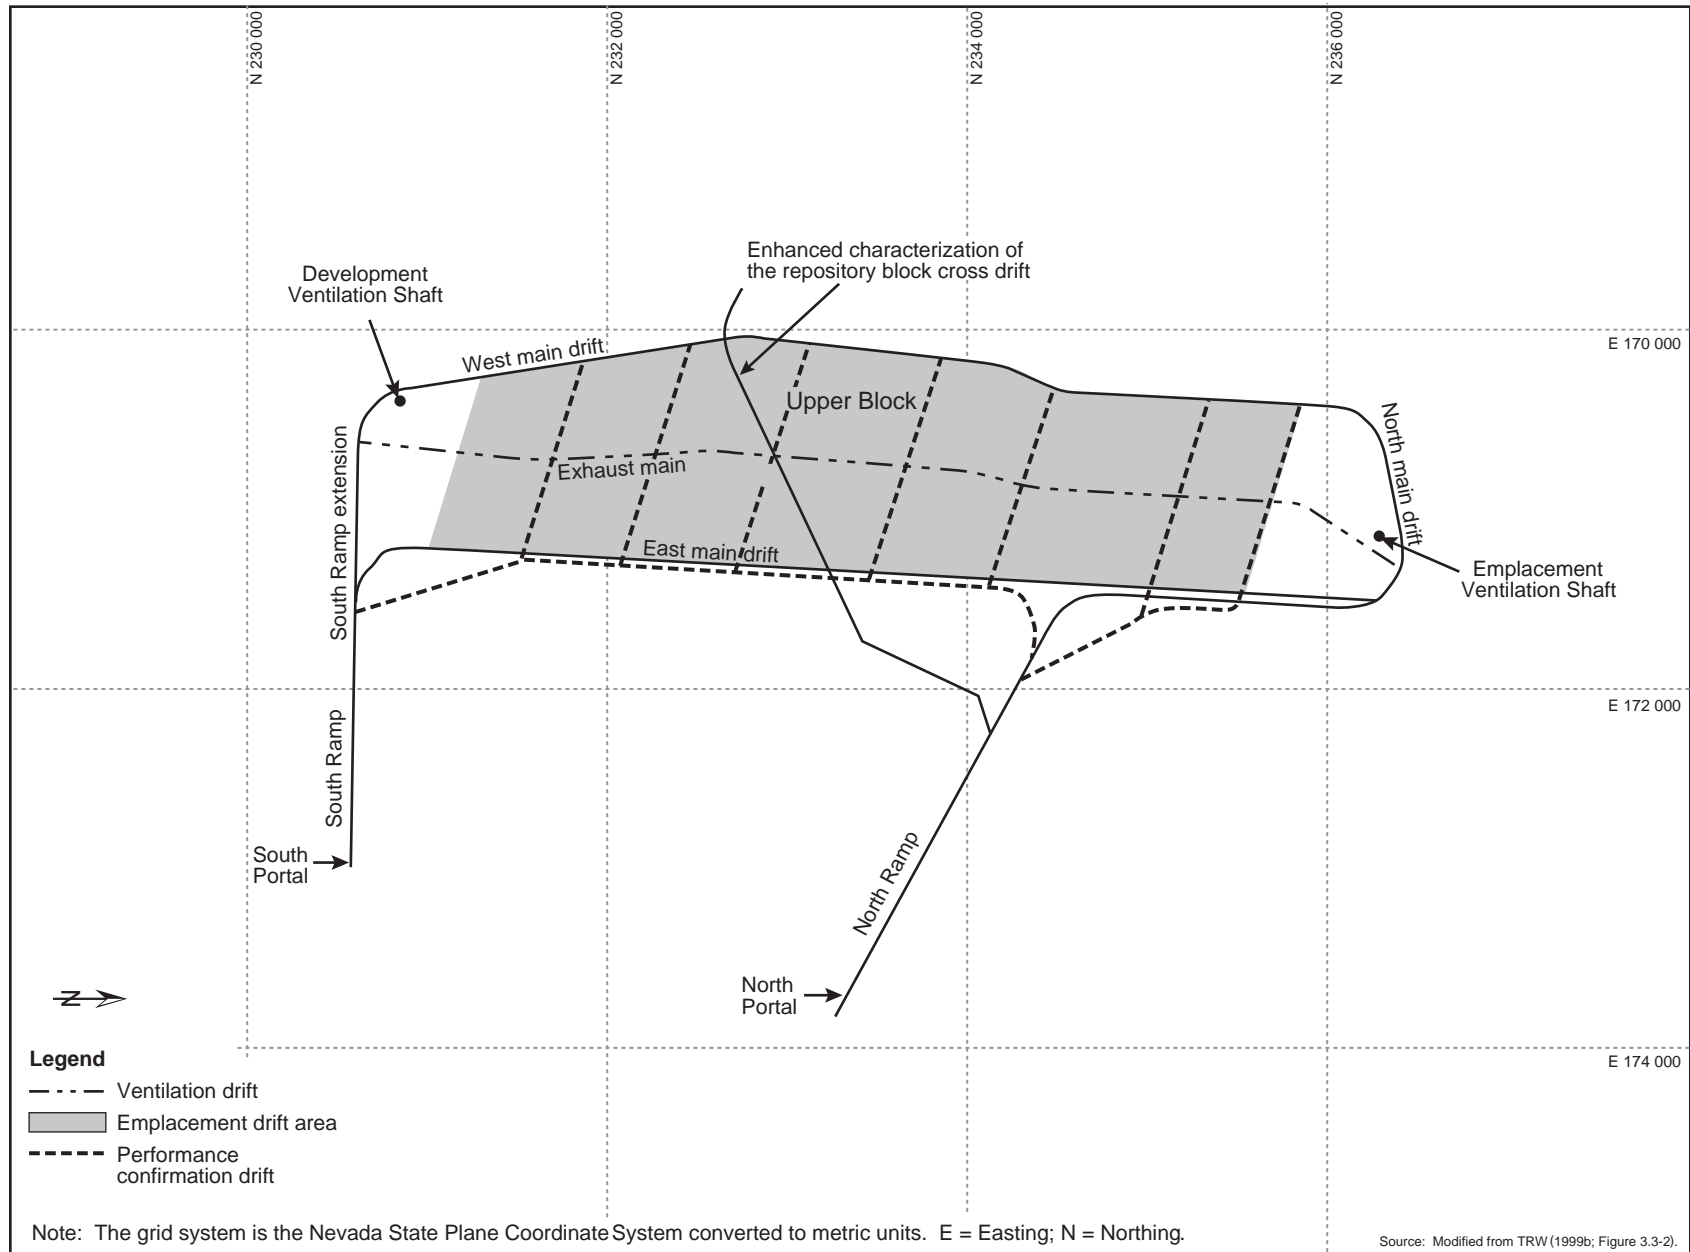 N 230 000
N 232 000
N 234 000
N 236 000
Enhanced characterization of
the repository block cross drift
Development
Ventilation Shaft
E 170 000
West main drift
Upper Block
North main drift
South Ramp extension
Exhaust main
East main drift
Emplacement
Ventilation Shaft
E 172 000
South Ramp
South
Portal
North Ramp
North
Portal
N
E 174 000
Legend
Ventilation drift
Emplacement drift area
Performance
confirmation drift
Note: The grid system is the Nevada State Plane Coordinate System converted to metric units. E = Easting; N = Northing.
Source: Modified from TRW (1999b; Figure 3.3-2).